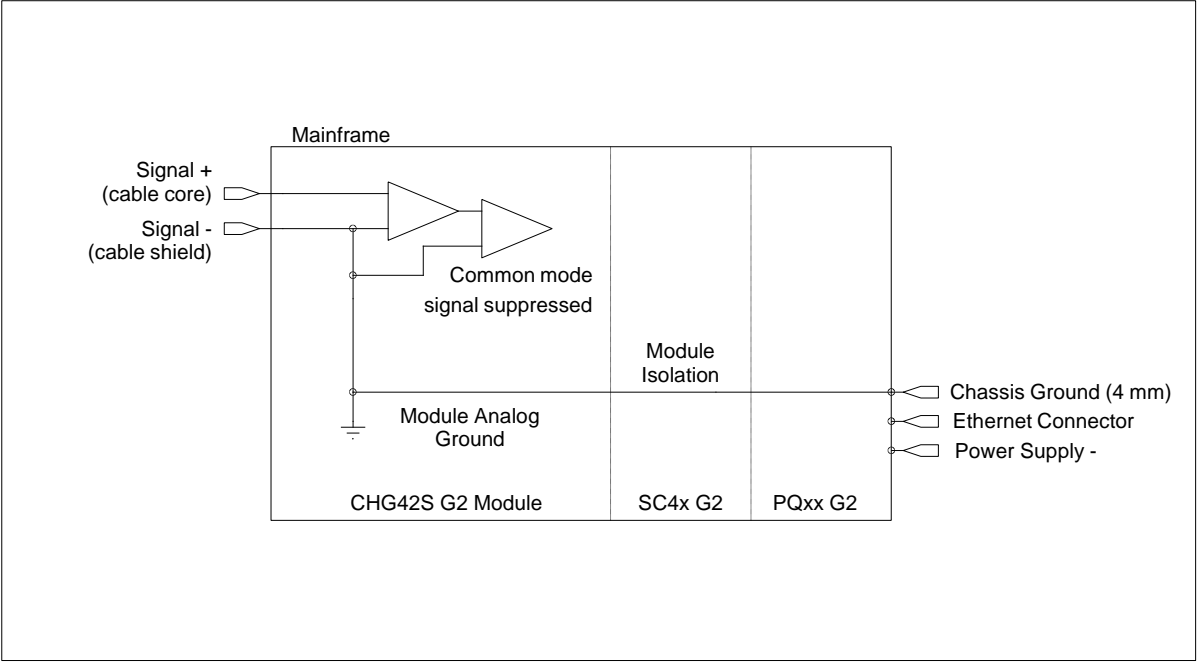 Mainframe
Signal +
(cable core)
Signal -
(cable shield)
Common mode
signal suppressed
Module
Isolation
Module Analog
Ground
Chassis Ground (4 mm)
Ethernet Connector
Power Supply -
CHG42S G2 Module
SC4x G2
PQxx G2